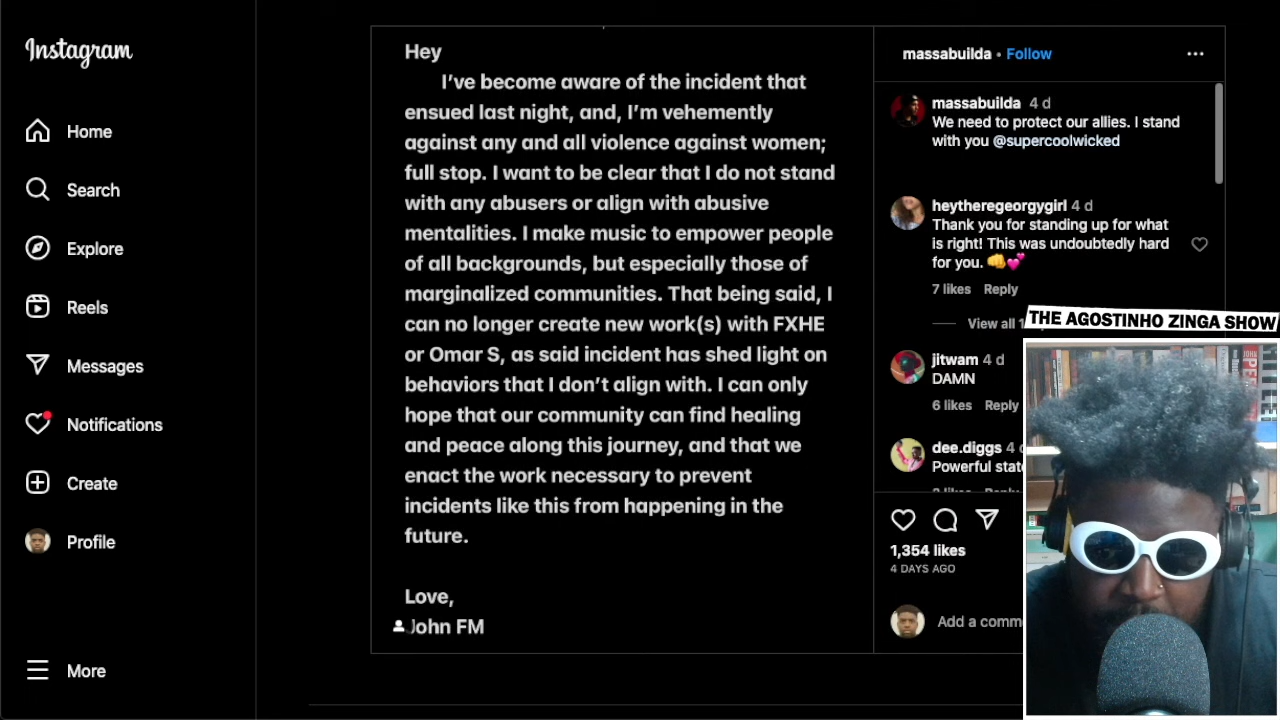 Instagram
Home
Search
Explore
Reels
Messages
Notifications
Create
Profile
More
Hey
I've become aware of the incident that
ensued last night, and, I'm vehemently
against any and all violence against women;
full stop. I want to be clear that I do not stand
with any abusers or align with abusive
mentalities. I make music to empower people
of all backgrounds, but especially those of
marginalized communities. That being said, I
can no longer create new work(s) with FXHE
or Omar S, as said incident has shed light on
behaviors that I don't align with. I can only
hope that our community can find healing
and peace along this journey, and that we
enact the work necessary to prevent
incidents like this from happening in the
future.
Love,
John FM
massabuilda • Follow
massabuilda 4 d
We need to protect our allies. I stand
with you @supercoolwicked
heytheregeorgygirl 4 d
Thank you for standing up for what
is right! This was undoubtedly hard
for you. 👊💕
7 likes Reply
View all
jitwam 4 d
DAMN
6 likes Reply
dee.diggs 4
Powerful
1,354 likes
4 DAYS AGO
Add a comm
THE AGOSTINHO ZINGA SHOW